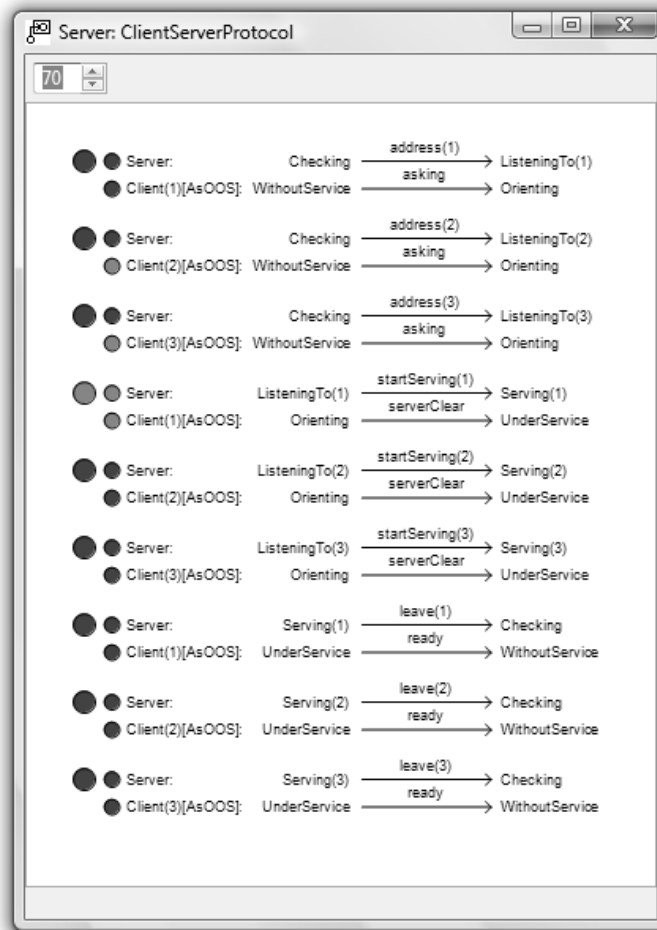 Server: ClientServerProtocol
70
address(1)
Server: Checking ListeningTo(1)
asking
Client(1)[AsOOS]: WithoutService Orienting
address(2)
Server: Checking ListeningTo(2)
asking
Client(2)[AsOOS]: WithoutService Orienting
address(3)
Server: Checking ListeningTo(3)
asking
Client(3)[AsOOS]: WithoutService Orienting
startServing(1)
Server: ListeningTo(1) Serving(1)
serverClear
Client(1)[AsOOS]: Orienting UnderService
startServing(2)
Server: ListeningTo(2) Serving(2)
serverClear
Client(2)[AsOOS]: Orienting UnderService
startServing(3)
Server: ListeningTo(3) Serving(3)
serverClear
Client(3)[AsOOS]: Orienting UnderService
leave(1)
Server: Serving(1) Checking
ready
Client(1)[AsOOS]: UnderService WithoutService
leave(2)
Server: Serving(2) Checking
ready
Client(2)[AsOOS]: UnderService WithoutService
leave(3)
Server: Serving(3) Checking
ready
Client(3)[AsOOS]: UnderService WithoutService